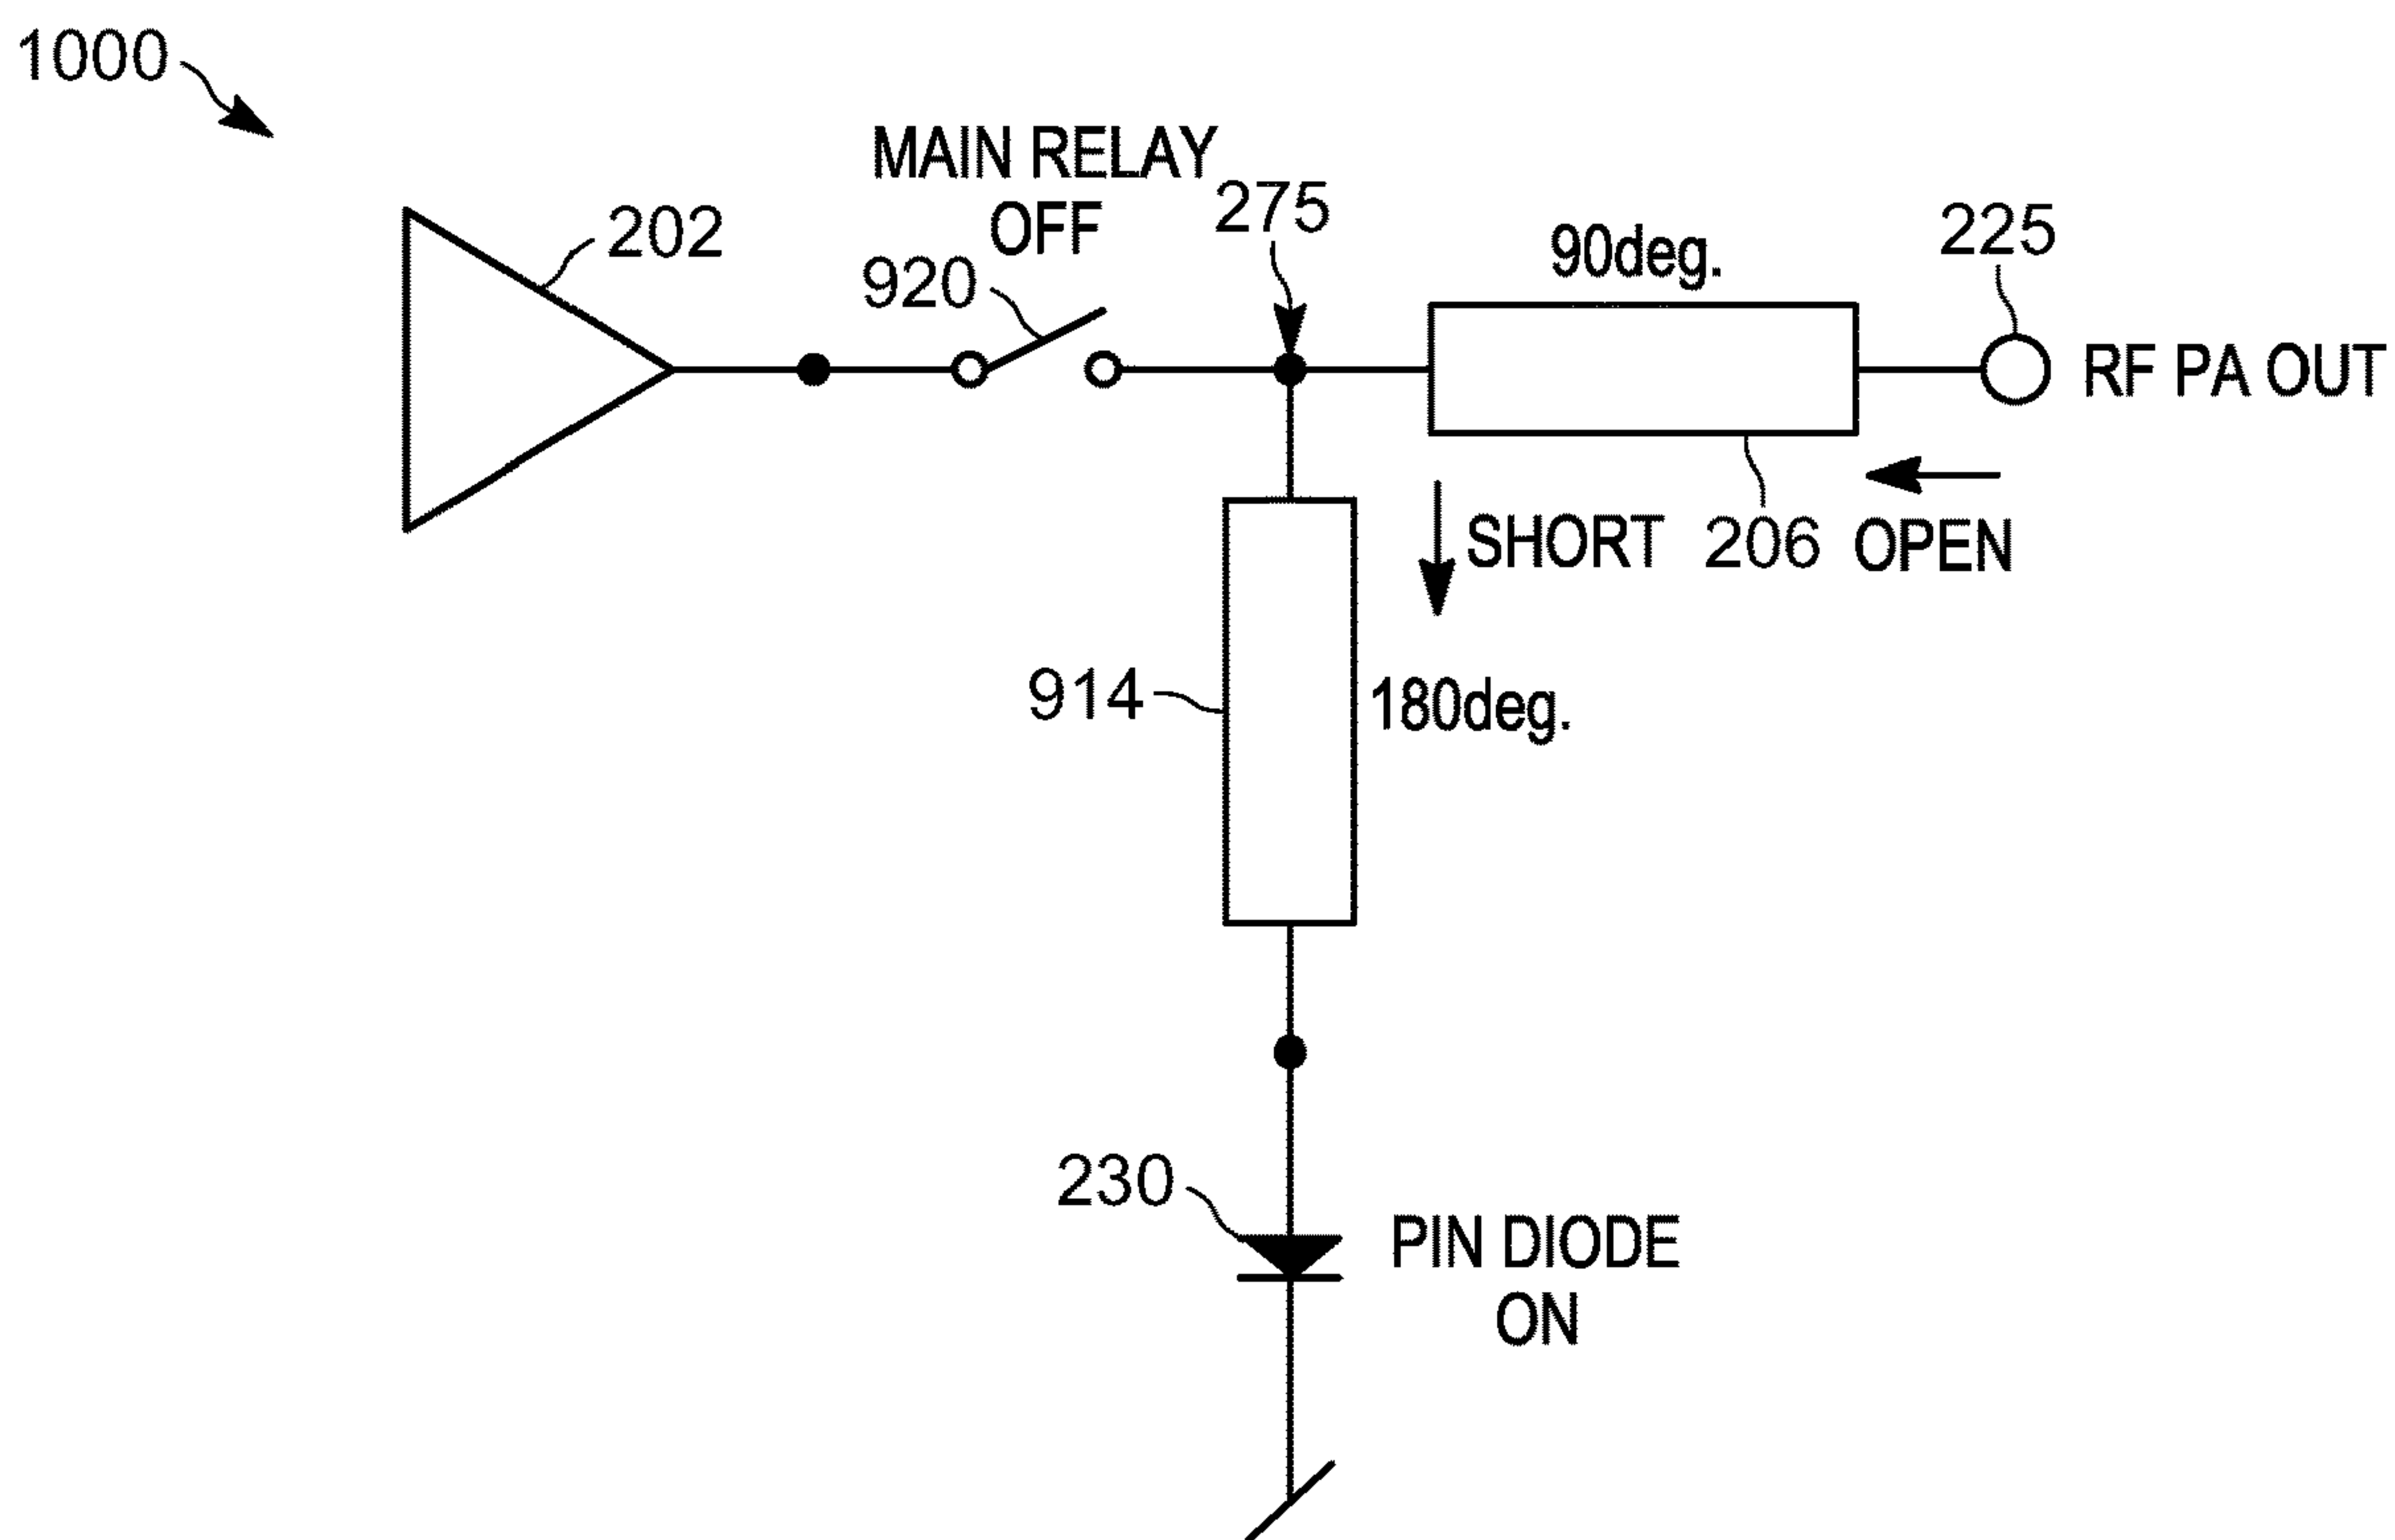 1000
MAIN RELAY
OFF
275
202
920
90deg.
225
RF PA OUT
SHORT
206
OPEN
914
180deg.
230
PIN DIODE
ON